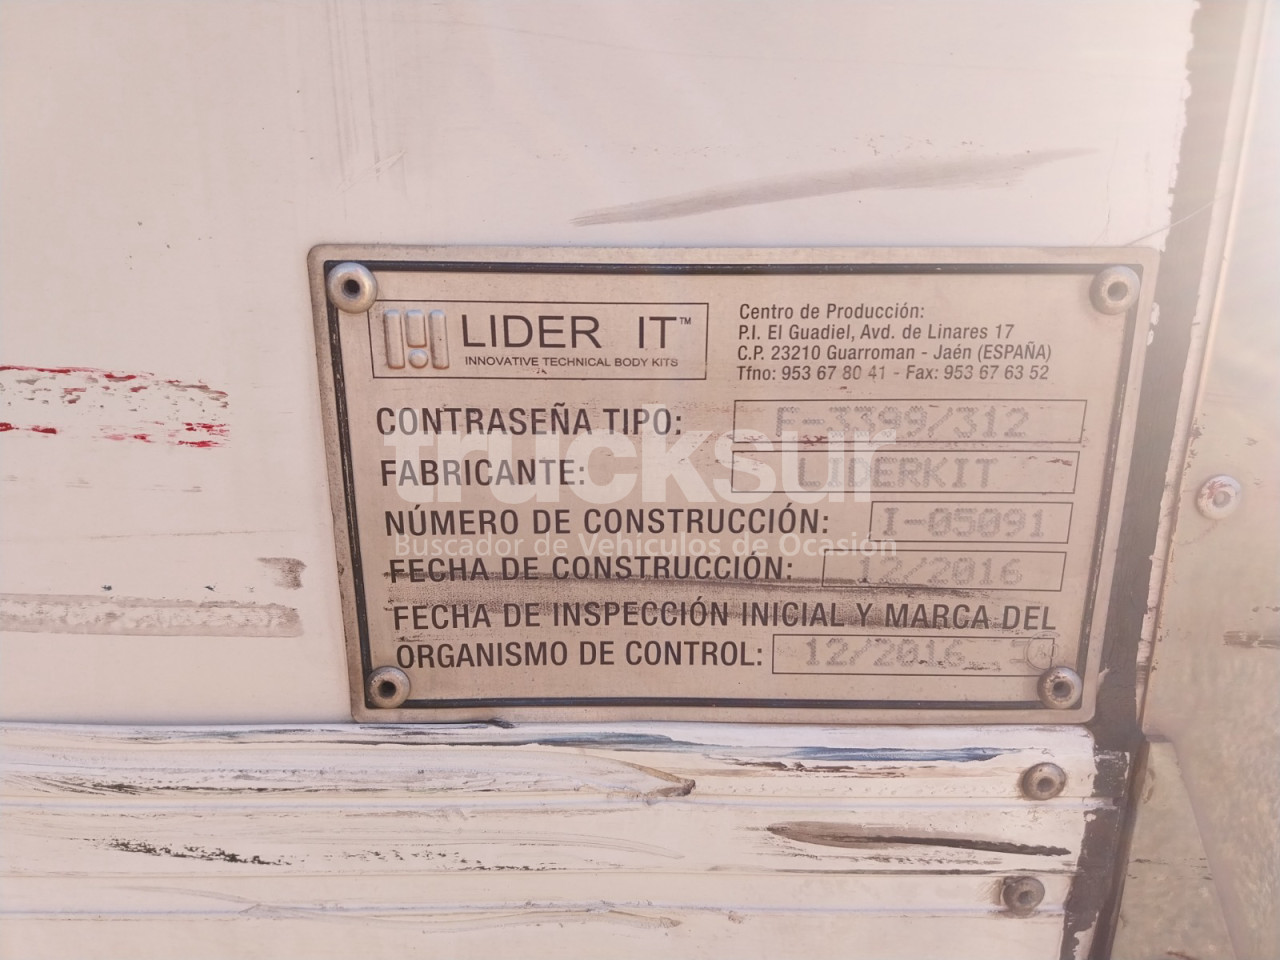 LIDER IT™
INNOVATIVE TECHNICAL BODY KITS
Centro de Producción:
P.I. El Guadiel, Avd. de Linares 17
C.P. 23210 Guarroman - Jaén (ESPAÑA)
Tfno: 953 67 80 41 - Fax: 953 67 63 52
CONTRASEÑA TIPO: F-3399/312
trucksur
FABRICANTE: LIDERKIT
NÚMERO DE CONSTRUCCIÓN: I-05091
Buscador de Vehículos de Ocasión
FECHA DE CONSTRUCCIÓN: 12/2016
FECHA DE INSPECCIÓN INICIAL Y MARCA DEL
ORGANISMO DE CONTROL: 12/2016